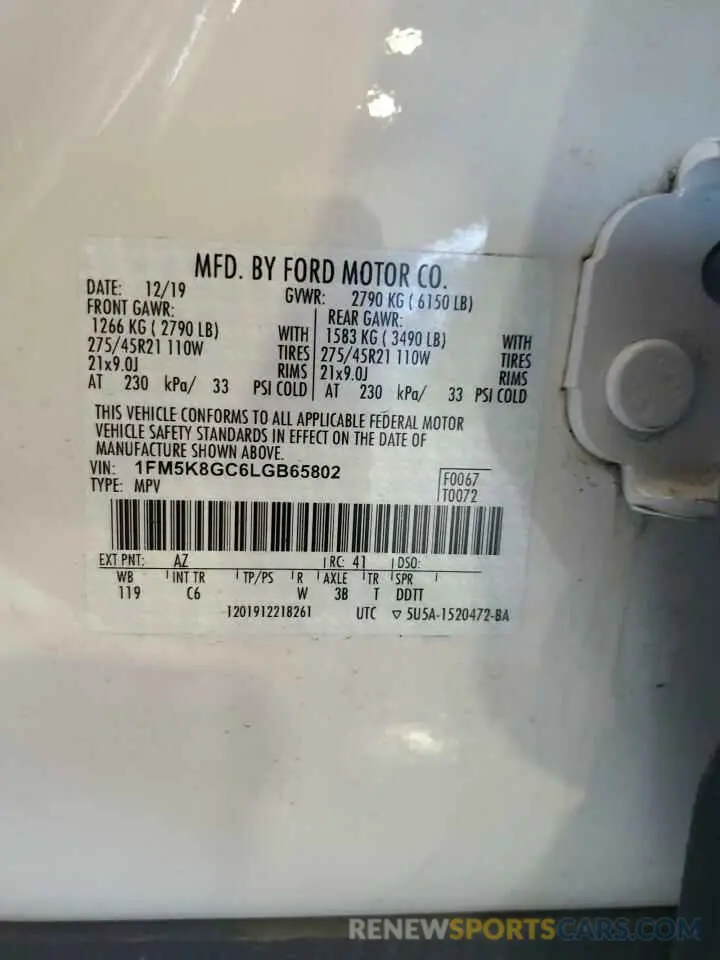 MFD. BY FORD MOTOR CO.
DATE: 12/19 GVWR: 2790 KG ( 6150 LB)
FRONT GAWR: REAR GAWR:
1266 KG ( 2790 LB) WITH 1583 KG ( 3490 LB) WITH
275/45R21 110W TIRES 275/45R21 110W TIRES
21x9.0J RIMS 21x9.0J RIMS
AT 230 kPa/ 33 PSI COLD AT 230 kPa/ 33 PSI COLD
THIS VEHICLE CONFORMS TO ALL APPLICABLE FEDERAL MOTOR
VEHICLE SAFETY STANDARDS IN EFFECT ON THE DATE OF
MANUFACTURE SHOWN ABOVE.
VIN: 1FM5K8GC6LGB65802 F0067
TYPE: MPV T0072
EXT PNT: AZ RC: 41 DSO:
WB INT TR TP/PS R AXLE TR SPR
119 C6 W 3B T DDTT
1201912218261 UTC ▽ 5U5A-1520472-BA
RENEWSPORTSCARS.COM